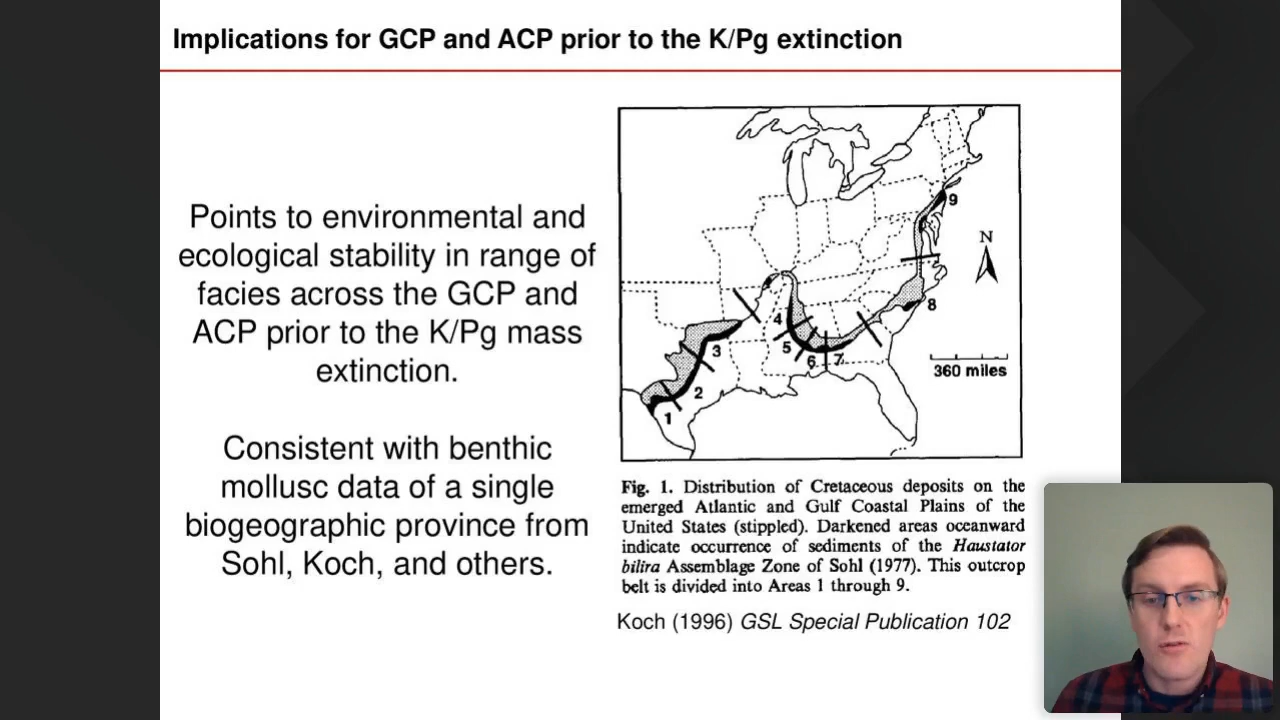 Implications for GCP and ACP prior to the K/Pg extinction
Points to environmental and
ecological stability in range of
facies across the GCP and
ACP prior to the K/Pg mass
extinction.
Consistent with benthic
mollusc data of a single
biogeographic province from
Sohl, Koch, and others.
9
N
8
4
5
6
7
3
2
1
360 miles
Fig. 1. Distribution of Cretaceous deposits on the
emerged Atlantic and Gulf Coastal Plains of the
United States (stippled). Darkened areas oceanward
indicate occurrence of sediments of the Haustator
bilira Assemblage Zone of Sohl (1977). This outcrop
belt is divided into Areas 1 through 9.
Koch (1996) GSL Special Publication 102